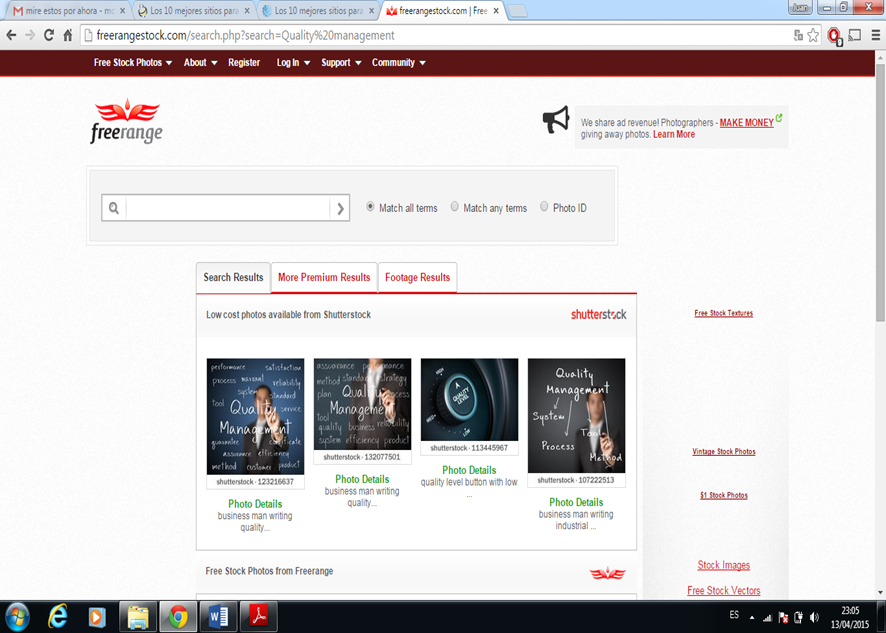 mire estos por ahora - mo
Los 10 mejores sitios para
Los 10 mejores sitios para
freerangestock.com | Free
Juan
freerangestock.com/search.php?search=Quality%20management
Free Stock Photos
About
Register
Log In
Support
Community
freerange
We share ad revenue! Photographers - MAKE MONEY
giving away photos. Learn More
Match all terms
Match any terms
Photo ID
Search Results
More Premium Results
Footage Results
Low cost photos available from Shutterstock
shutterstock
Free Stock Textures
performance satisfaction
process manual reliability
system standard
tool Quality service
Management
guarantee certificate
assurance efficiency
method customer product
shutterstock · 123216637
Photo Details
business man writing
quality...
assurance performance
method standard strategy
plan Quality
Management
tool
quality business reliability
system efficiency product
shutterstock · 132077501
Photo Details
business man writing
quality...
HIGH
A
QUALITY
LEVEL
MED
LOW
shutterstock · 113445967
Photo Details
quality level button with low
...
Quality
Management
System
Tool
Process
Method
shutterstock · 107222513
Photo Details
business man writing
industrial ...
Vintage Stock Photos
$1 Stock Photos
Stock Images
Free Stock Vectors
Free Stock Photos from Freerange
ES
23:05
13/04/2015